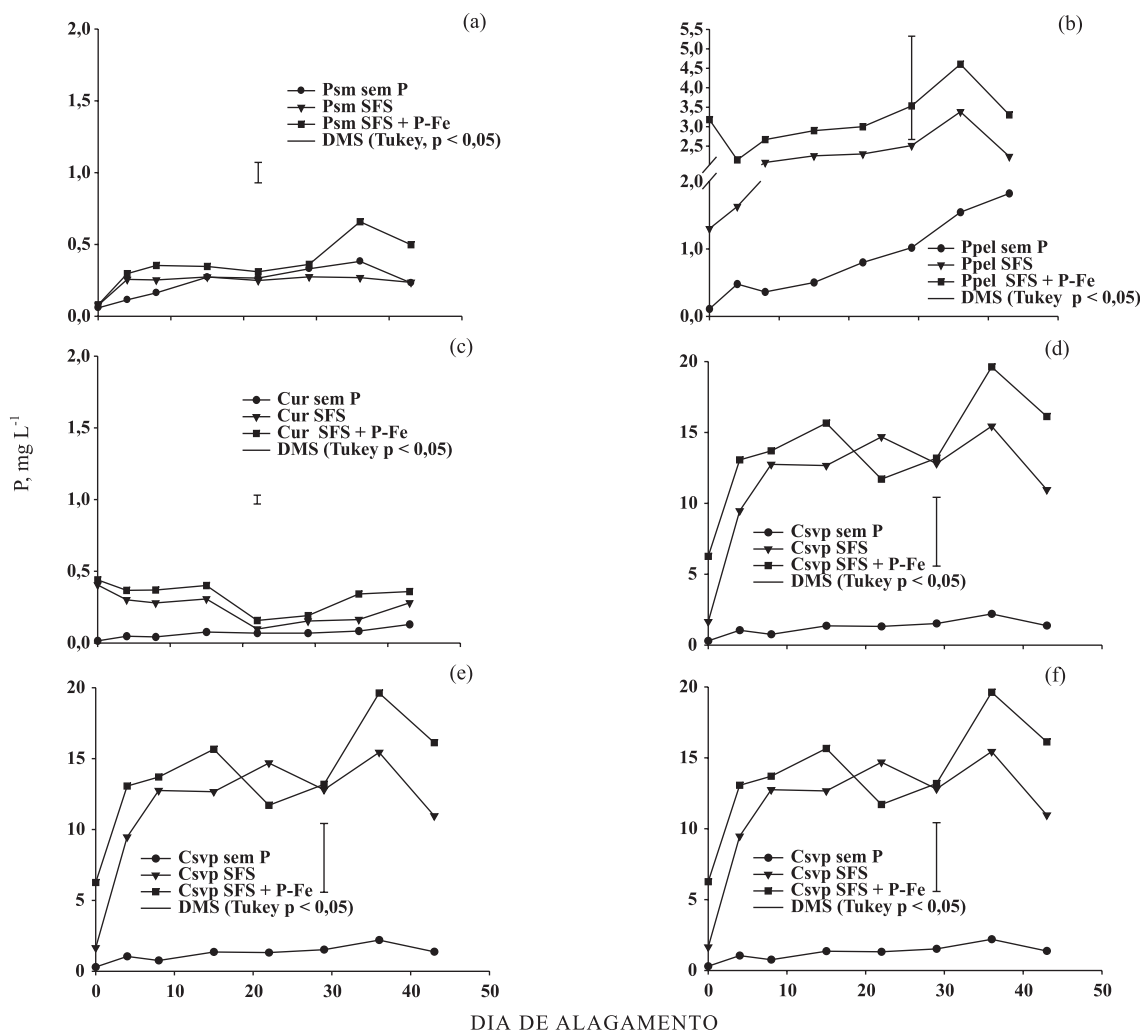 P, mg L⁻¹
(a)
2,0
1,5
1,0
0,5
0,0
Psm sem P
Psm SFS
Psm SFS + P-Fe
DMS (Tukey, p < 0,05)
(b)
5,5
5,0
4,5
4,0
3,5
3,0
2,5
2,0
1,0
0,0
Ppel sem P
Ppel SFS
Ppel SFS + P-Fe
DMS (Tukey p < 0,05)
(c)
2,0
1,5
1,0
0,5
0,0
Cur sem P
Cur SFS
Cur SFS + P-Fe
DMS (Tukey p < 0,05)
(d)
20
15
10
5
0
Csvp sem P
Csvp SFS
Csvp SFS + P-Fe
DMS (Tukey p < 0,05)
(e)
20
15
10
5
0
Csvp sem P
Csvp SFS
Csvp SFS + P-Fe
DMS (Tukey p < 0,05)
0 10 20 30 40 50
(f)
20
15
10
5
0
Csvp sem P
Csvp SFS
Csvp SFS + P-Fe
DMS (Tukey p < 0,05)
0 10 20 30 40 50
DIA DE ALAGAMENTO